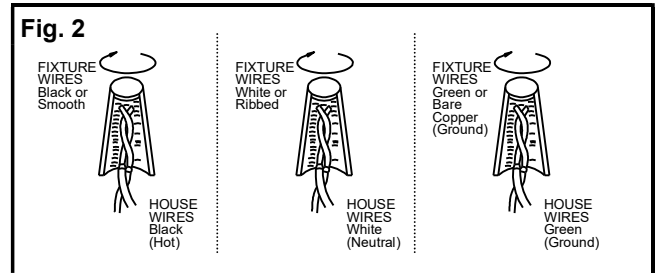 Fig. 2
FIXTURE
WIRES
Black or
Smooth
HOUSE
WIRES
Black
(Hot)
FIXTURE
WIRES
White or
Ribbed
HOUSE
WIRES
White
(Neutral)
FIXTURE
WIRES
Green or
Bare
Copper
(Ground)
HOUSE
WIRES
Green
(Ground)